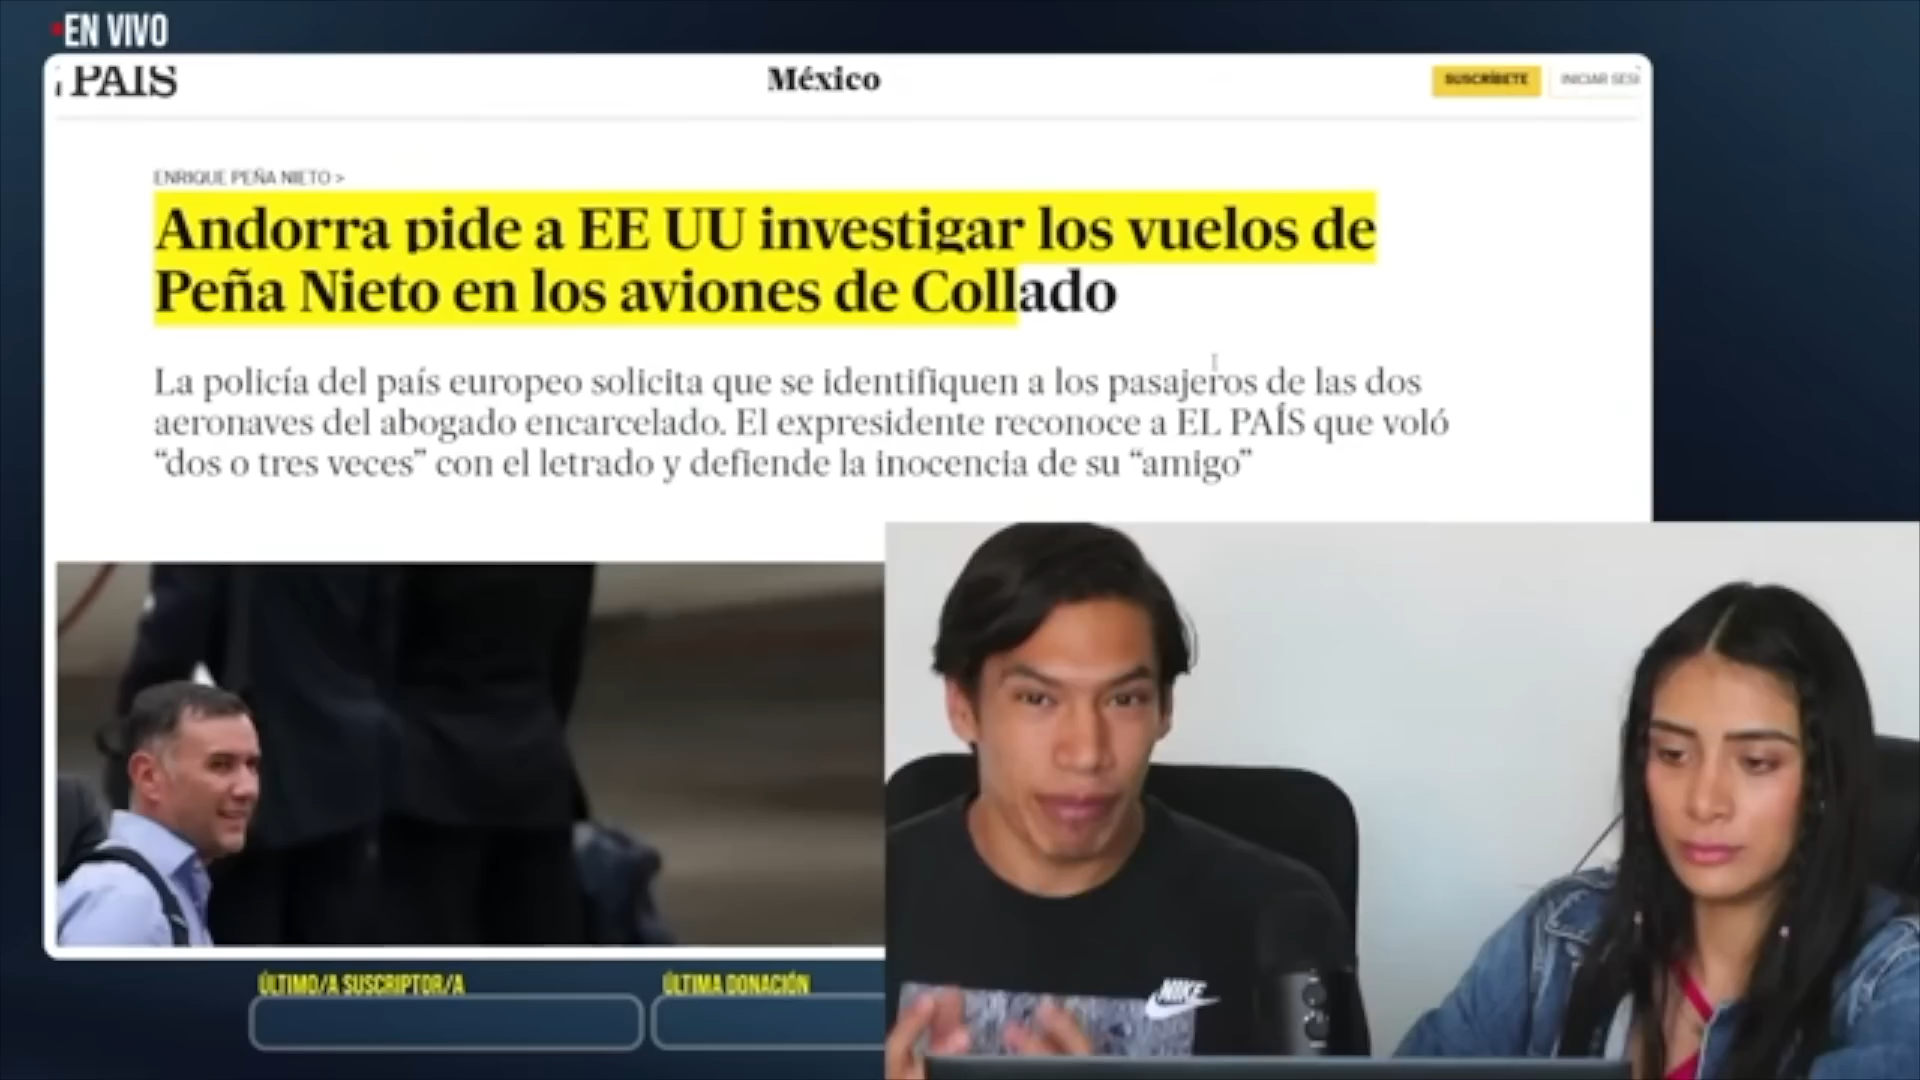 EN VIVO
PAÍS
México
SUSCRÍBETE
INICIAR SESI
ENRIQUE PEÑA NIETO >
Andorra pide a EE UU investigar los vuelos de
Peña Nieto en los aviones de Collado
La policía del país europeo solicita que se identifiquen a los pasajeros de las dos
aeronaves del abogado encarcelado. El expresidente reconoce a EL PAÍS que voló
“dos o tres veces” con el letrado y defiende la inocencia de su “amigo”
ÚLTIMO/A SUSCRIPTOR/A
ÚLTIMA DONACIÓN
NIKE